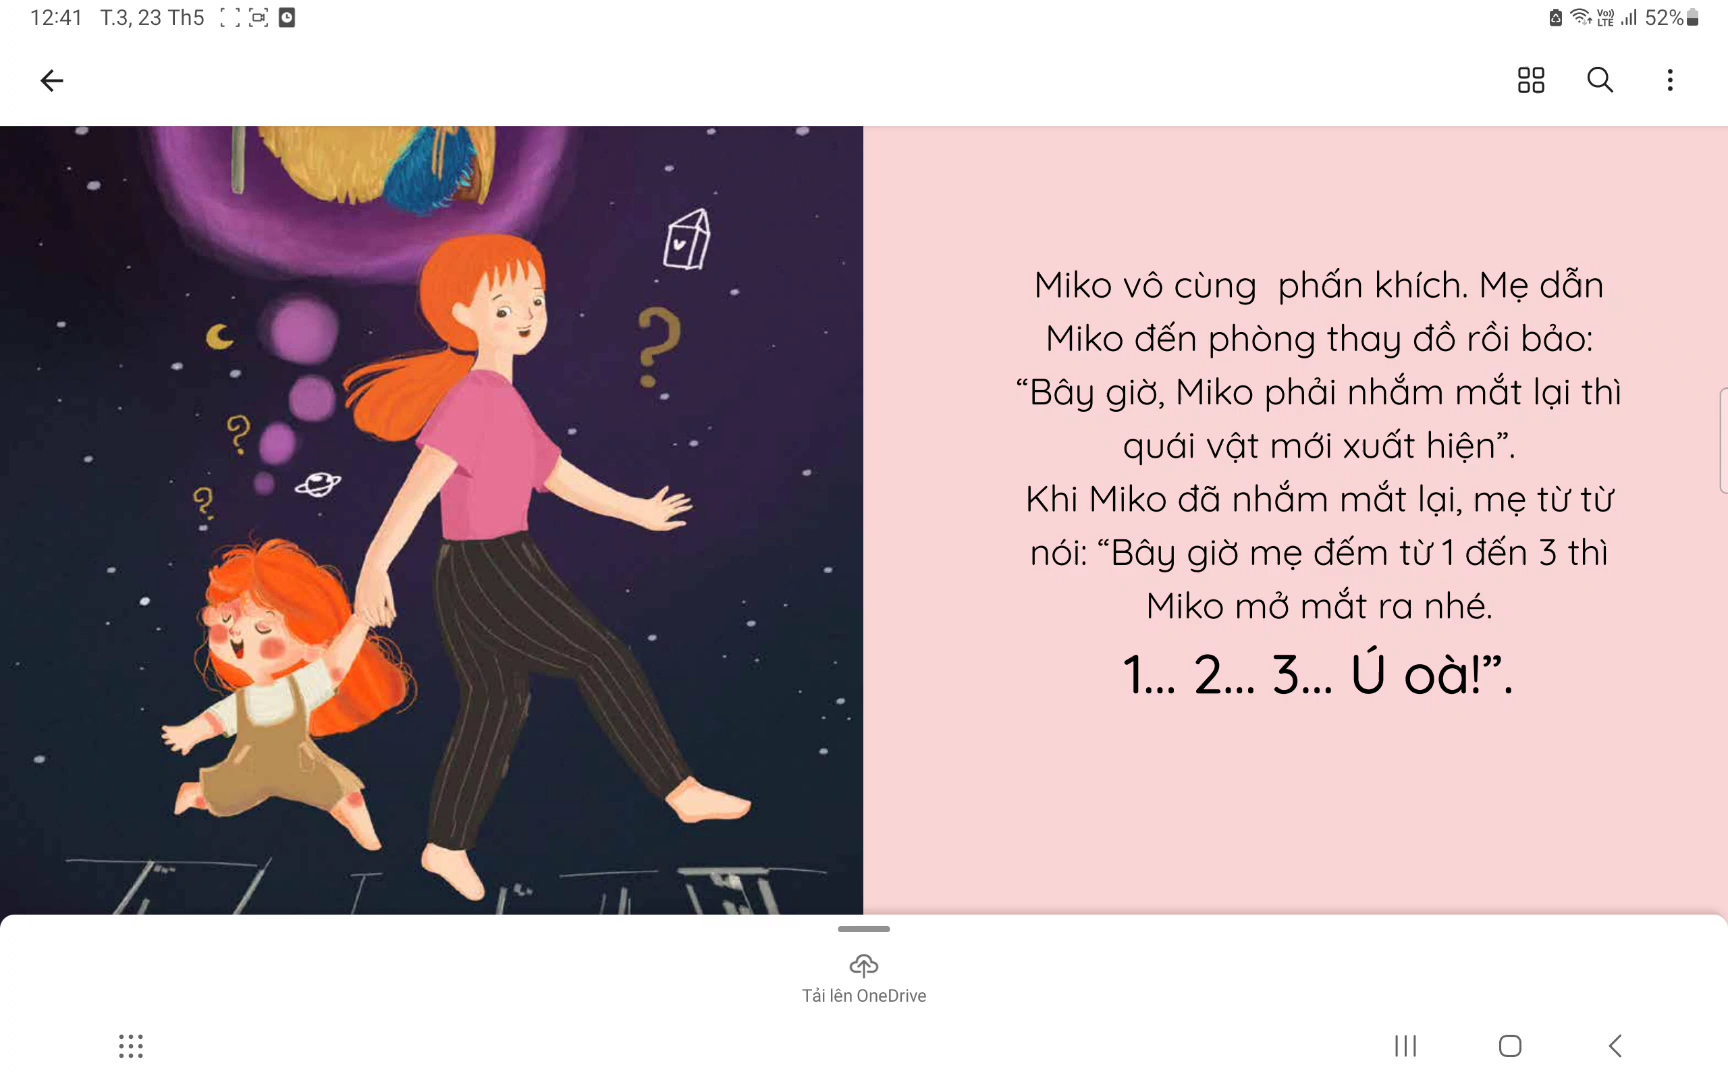 12:41 T.3, 23 Th5
Vo))
LTE
52%
Miko vô cùng phấn khích. Mẹ dẫn
Miko đến phòng thay đồ rồi bảo:
“Bây giờ, Miko phải nhắm mắt lại thì
quái vật mới xuất hiện”.
Khi Miko đã nhắm mắt lại, mẹ từ từ
nói: “Bây giờ mẹ đếm từ 1 đến 3 thì
Miko mở mắt ra nhé.
1... 2... 3... Ú oà!”.
?
?
?
Tải lên OneDrive